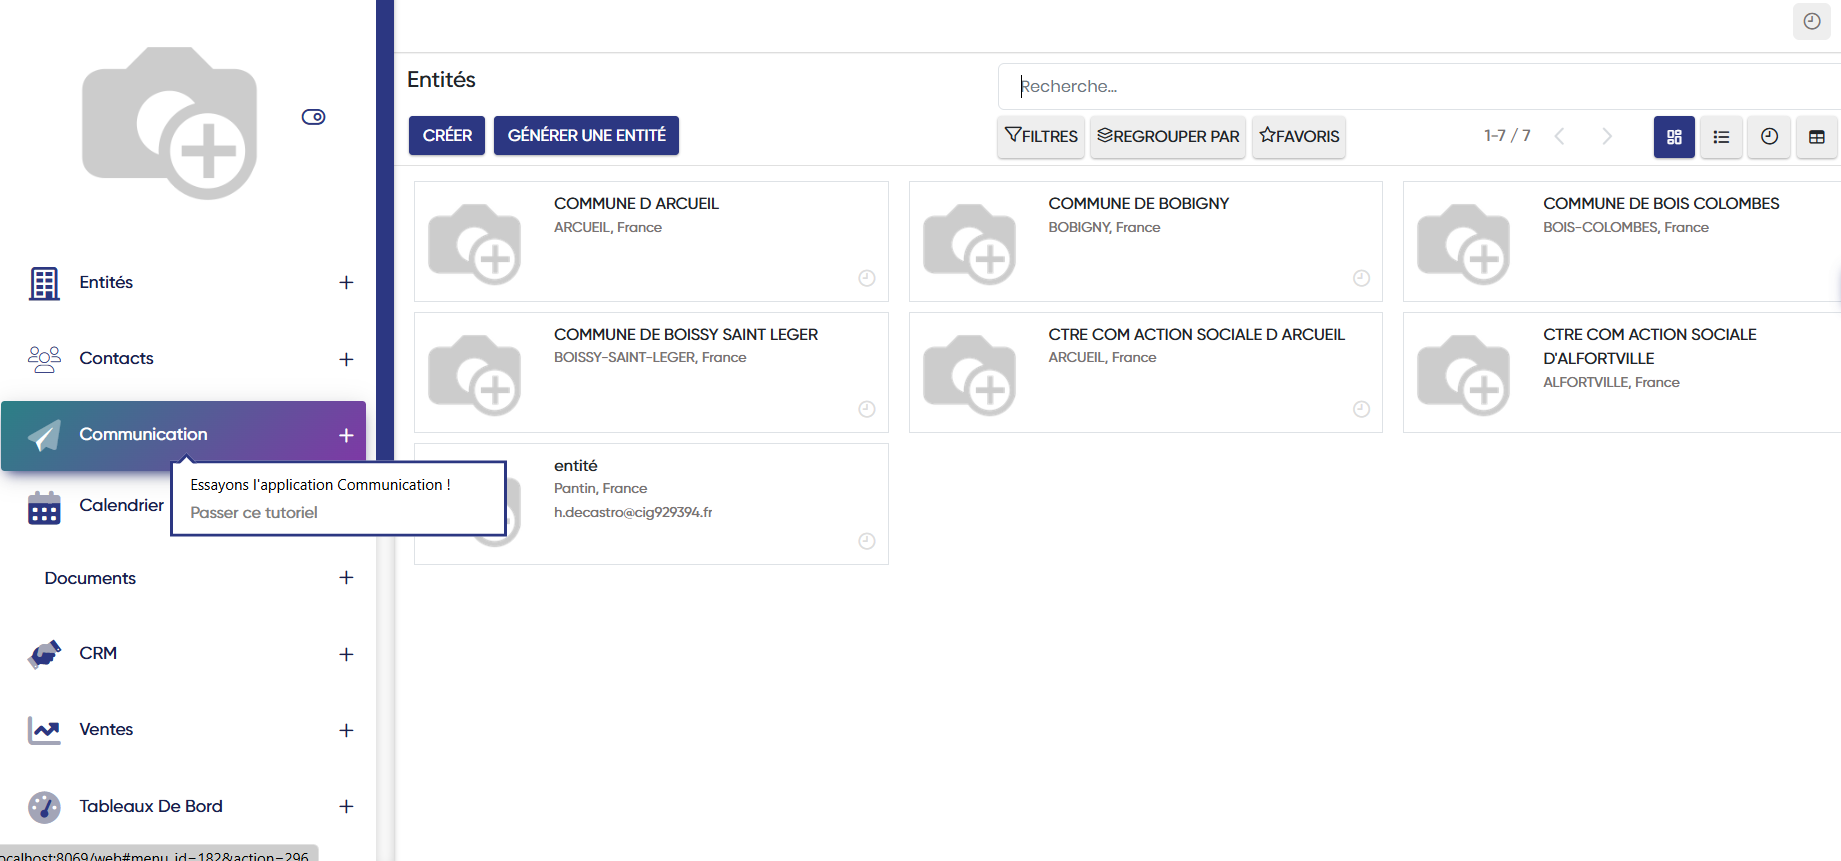 Entités
Contacts
Communication
Essayons l'application Communication !
Passer ce tutoriel
Calendrier
Documents
CRM
Ventes
Tableaux De Bord
ocalhost:8069/web#menu_id=182&action=296
Entités
Recherche...
CRÉER
GÉNÉRER UNE ENTITÉ
FILTRES
REGROUPER PAR
FAVORIS
1-7 / 7
COMMUNE D ARCUEIL
ARCUEIL, France
COMMUNE DE BOBIGNY
BOBIGNY, France
COMMUNE DE BOIS COLOMBES
BOIS-COLOMBES, France
COMMUNE DE BOISSY SAINT LEGER
BOISSY-SAINT-LEGER, France
CTRE COM ACTION SOCIALE D ARCUEIL
ARCUEIL, France
CTRE COM ACTION SOCIALE
D'ALFORTVILLE
ALFORTVILLE, France
entité
Pantin, France
h.decastro@cig929394.fr